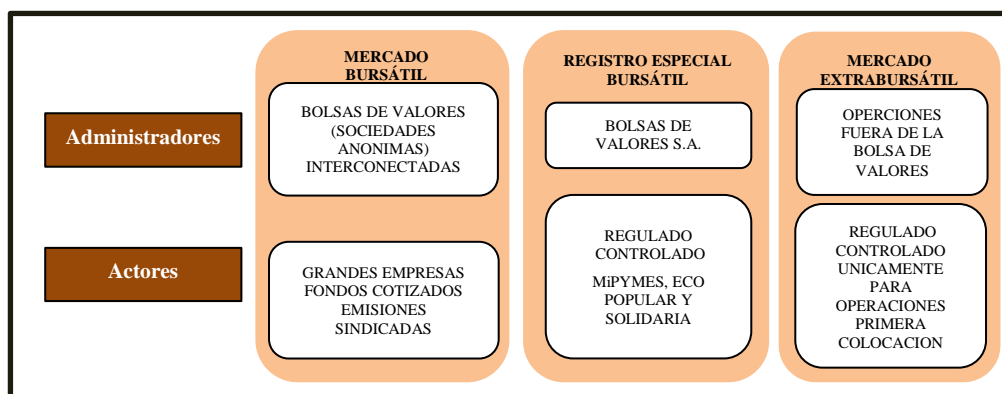 MERCADO
BURSÁTIL
REGISTRO ESPECIAL
BURSÁTIL
MERCADO
EXTRABURSÁTIL
Administradores
BOLSAS DE VALORES
(SOCIEDADES
ANONIMAS)
INTERCONECTADAS
BOLSAS DE
VALORES S.A.
OPERCIONES
FUERA DE LA
BOLSA DE
VALORES
Actores
GRANDES EMPRESAS
FONDOS COTIZADOS
EMISIONES
SINDICADAS
REGULADO
CONTROLADO
MiPYMES, ECO
POPULAR Y
SOLIDARIA
REGULADO
CONTROLADO
UNICAMENTE
PARA
OPERACIONES
PRIMERA
COLOCACION